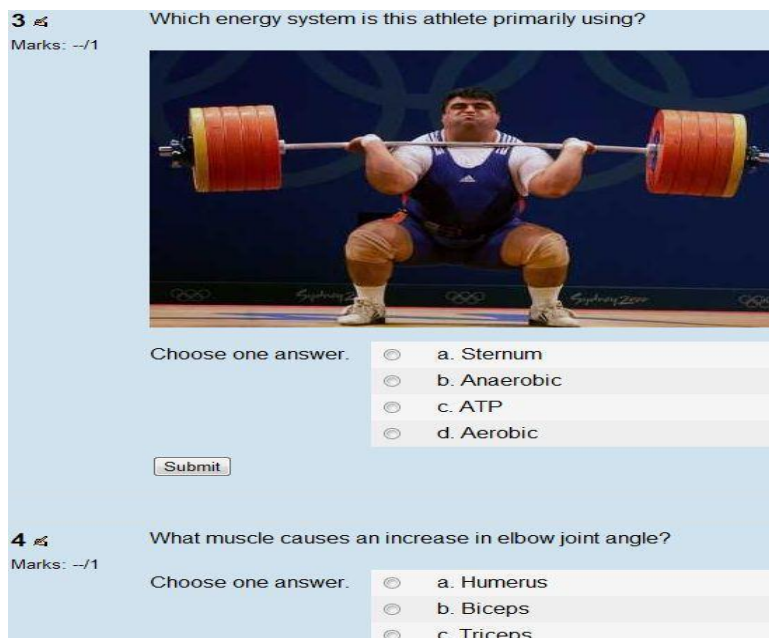 3
Marks: --/1
Which energy system is this athlete primarily using?
Sydney 2000
Sydney 2000
Choose one answer.
a. Sternum
b. Anaerobic
c. ATP
d. Aerobic
Submit
4
Marks: --/1
What muscle causes an increase in elbow joint angle?
Choose one answer.
a. Humerus
b. Biceps
c. Triceps